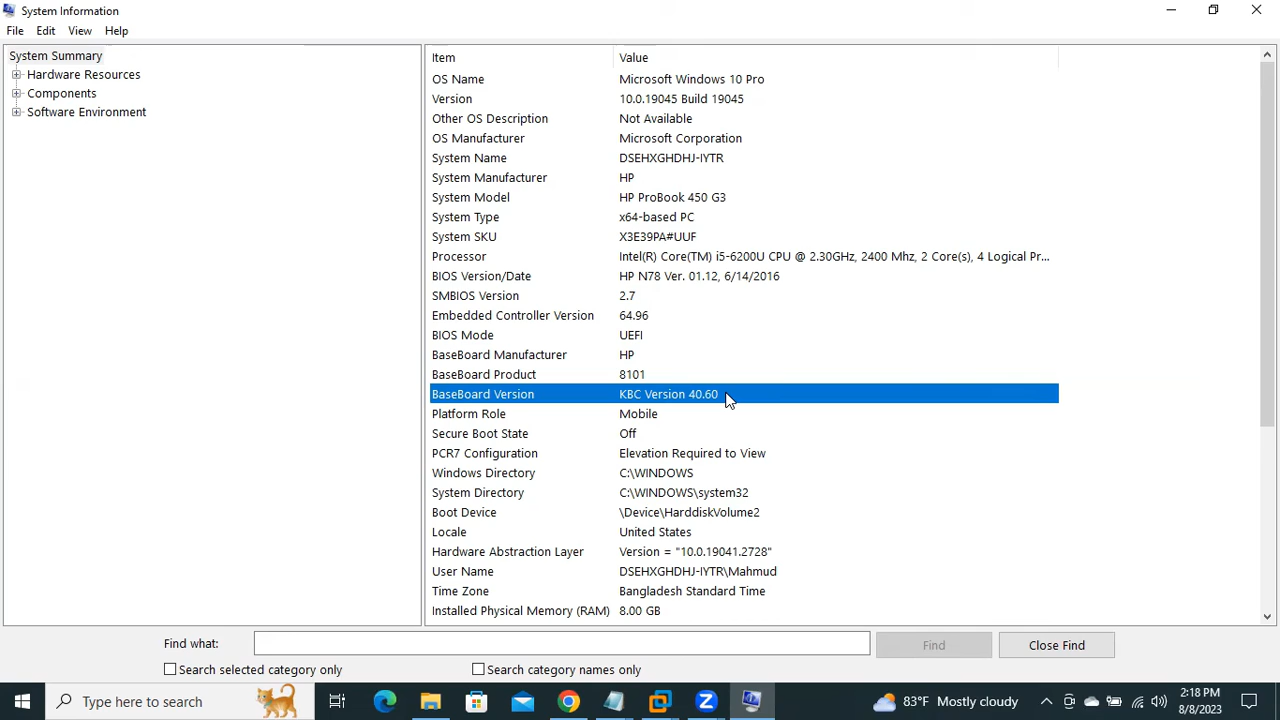 System Information
File Edit View Help
System Summary
Hardware Resources
Components
Software Environment
Item Value
OS Name Microsoft Windows 10 Pro
Version 10.0.19045 Build 19045
Other OS Description Not Available
OS Manufacturer Microsoft Corporation
System Name DSEHXGHDHJ-IYTR
System Manufacturer HP
System Model HP ProBook 450 G3
System Type x64-based PC
System SKU X3E39PA#UUF
Processor Intel(R) Core(TM) i5-6200U CPU @ 2.30GHz, 2400 Mhz, 2 Core(s), 4 Logical Pr...
BIOS Version/Date HP N78 Ver. 01.12, 6/14/2016
SMBIOS Version 2.7
Embedded Controller Version 64.96
BIOS Mode UEFI
BaseBoard Manufacturer HP
BaseBoard Product 8101
BaseBoard Version KBC Version 40.60
Platform Role Mobile
Secure Boot State Off
PCR7 Configuration Elevation Required to View
Windows Directory C:\WINDOWS
System Directory C:\WINDOWS\system32
Boot Device \Device\HarddiskVolume2
Locale United States
Hardware Abstraction Layer Version = "10.0.19041.2728"
User Name DSEHXGHDHJ-IYTR\Mahmud
Time Zone Bangladesh Standard Time
Installed Physical Memory (RAM) 8.00 GB
Find what: Find Close Find
Search selected category only Search category names only
Type here to search 83°F Mostly cloudy 2:18 PM
8/8/2023